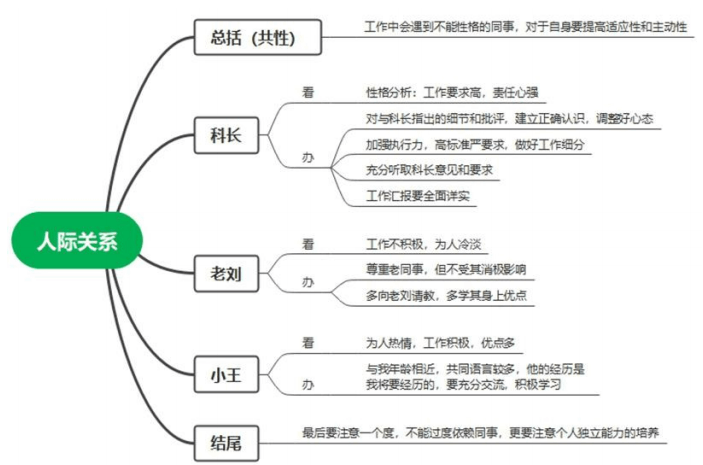 总括（共性）
工作中会遇到不能性格的同事，对于自身要提高适应性和主动性
科长
看
性格分析：工作要求高，责任心强
办
对与科长指出的细节和批评，建立正确认识，调整好心态
加强执行力，高标准严要求，做好工作细分
充分听取科长意见和要求
工作汇报要全面详实
人际关系
老刘
看
工作不积极，为人冷淡
办
尊重老同事，但不受其消极影响
多向老刘请教，多学其身上优点
小王
看
为人热情，工作积极，优点多
办
与我年龄相近，共同语言较多，他的经历是
我将要经历的，要充分交流。积极学习
结尾
最后要注意一个度，不能过度依赖同事，更要注意个人独立能力的培养